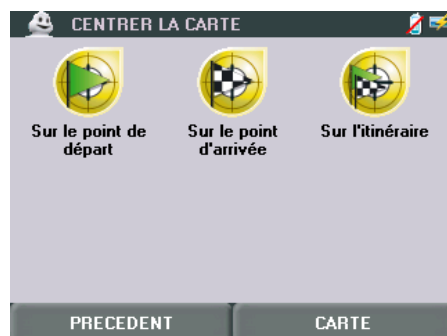 CENTRER LA CARTE
Sur le point de
départ
Sur le point
d'arrivée
Sur l'itinéraire
PRECEDENT
CARTE